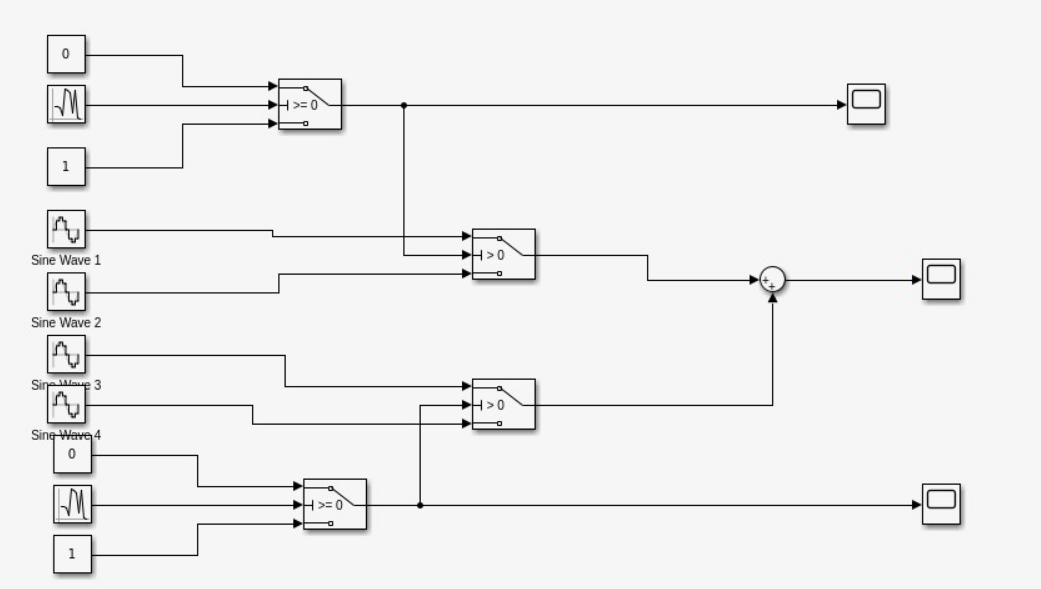 0
>= 0
1
Sine Wave 1
> 0
Sine Wave 2
+
+
Sine Wave 3
> 0
Sine Wave 4
0
>= 0
1